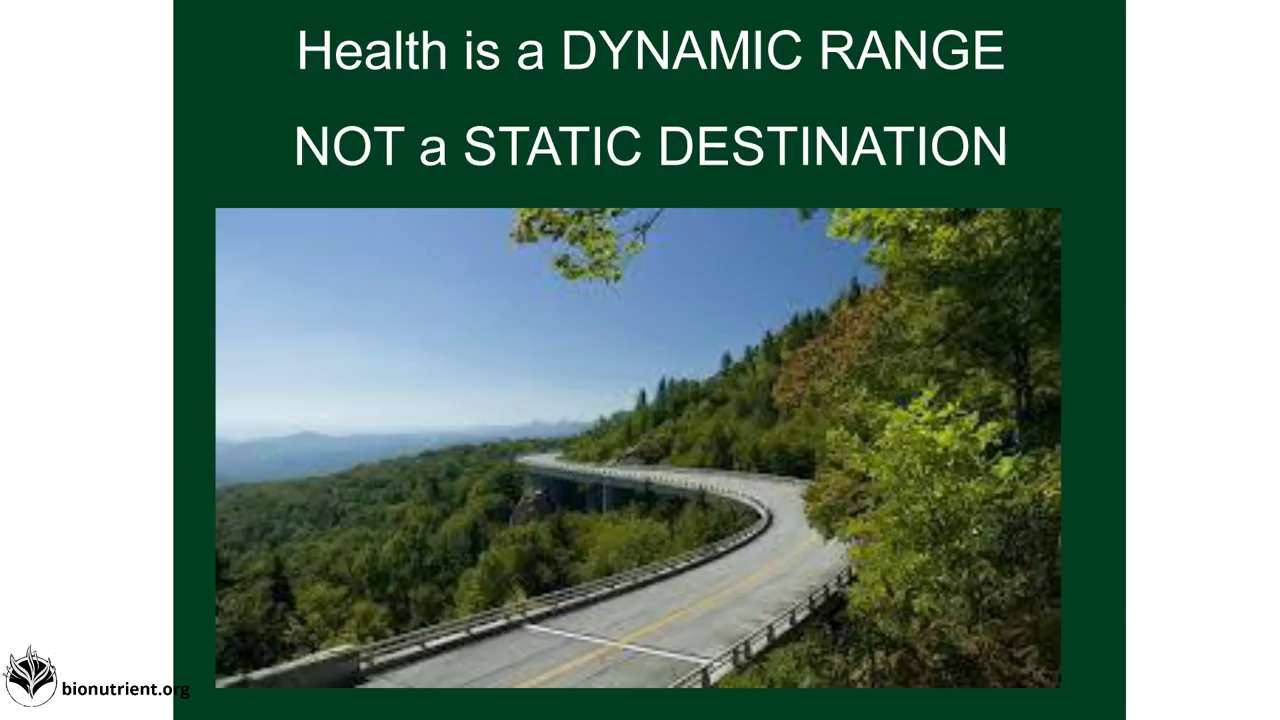 Health is a DYNAMIC RANGE
NOT a STATIC DESTINATION
bionutrient.org